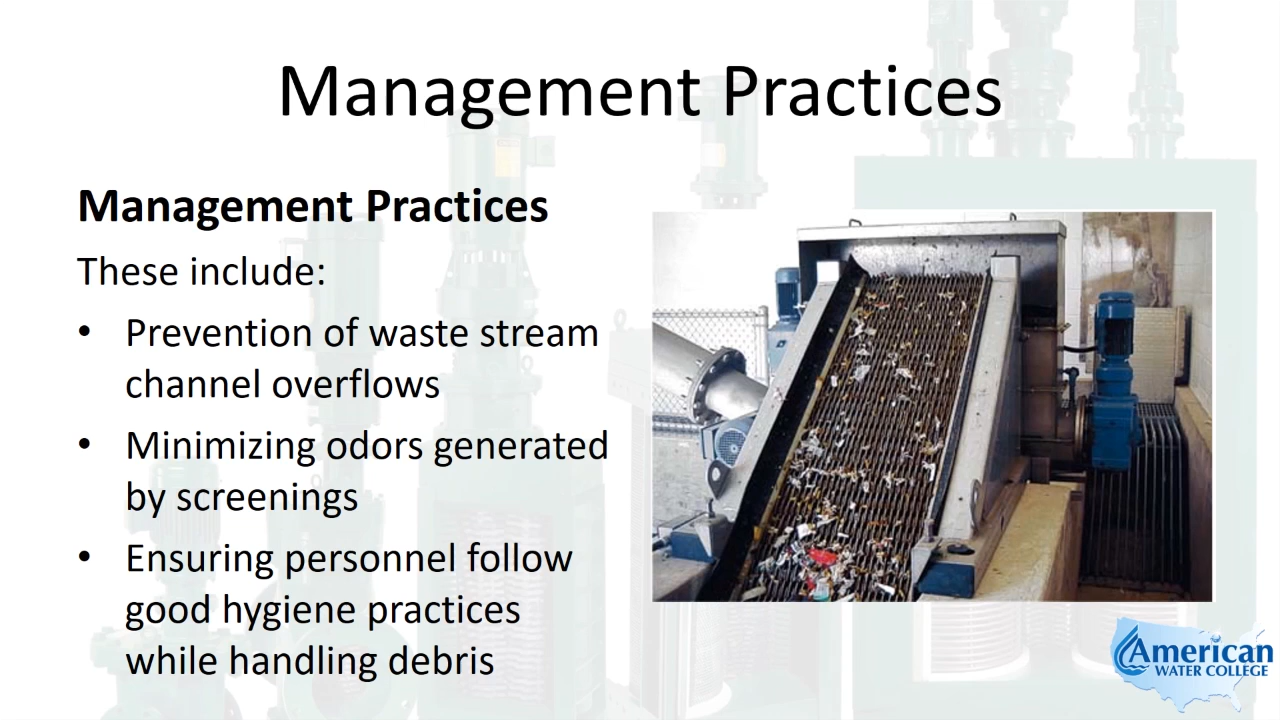 Management Practices
Management Practices
These include:
• Prevention of waste stream
channel overflows
• Minimizing odors generated
by screenings
• Ensuring personnel follow
good hygiene practices
while handling debris
American
WATER COLLEGE